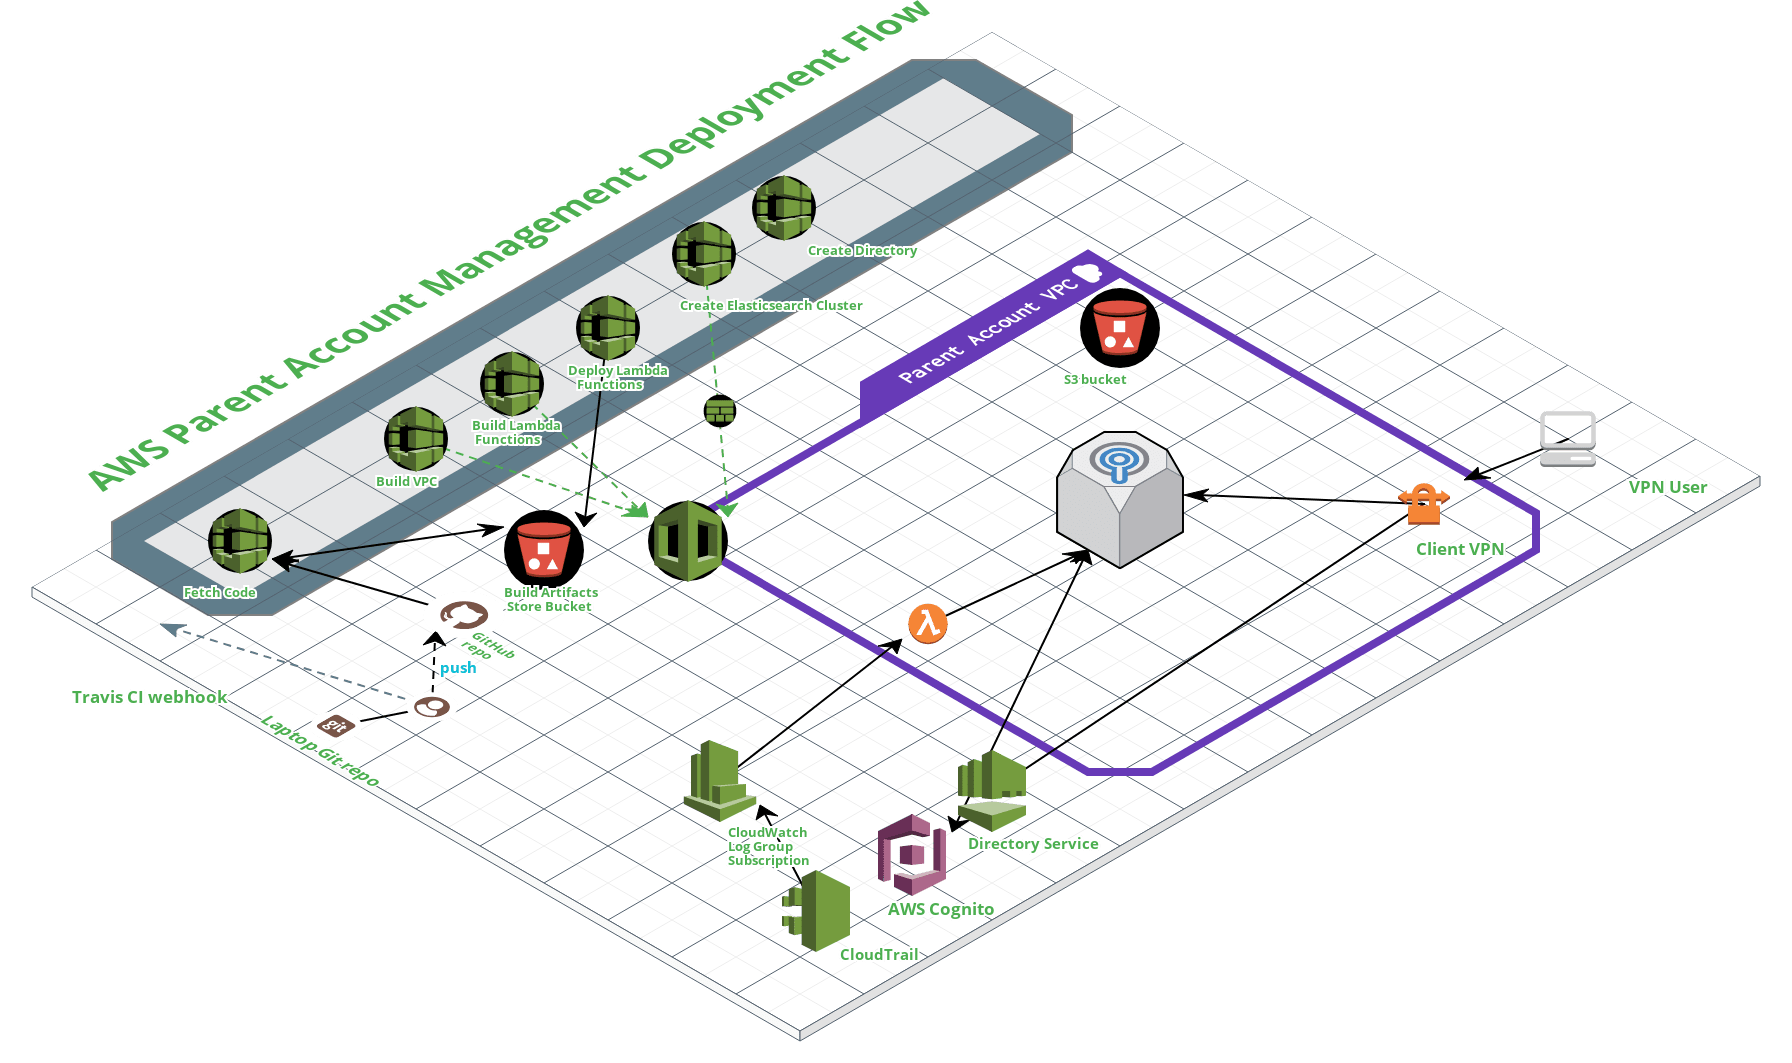 AWS Parent Account Management Deployment Flow
Create Directory
Create Elasticsearch Cluster
Parent Account VPC
Deploy Lambda
Functions
S3 bucket
Build Lambda
Functions
Build VPC
VPN User
Client VPN
Fetch Code
Build Artifacts
Store Bucket
GitHub
repo
push
Travis CI webhook
git
Laptop Git repo
CloudWatch
Log Group
Subscription
Directory Service
AWS Cognito
CloudTrail